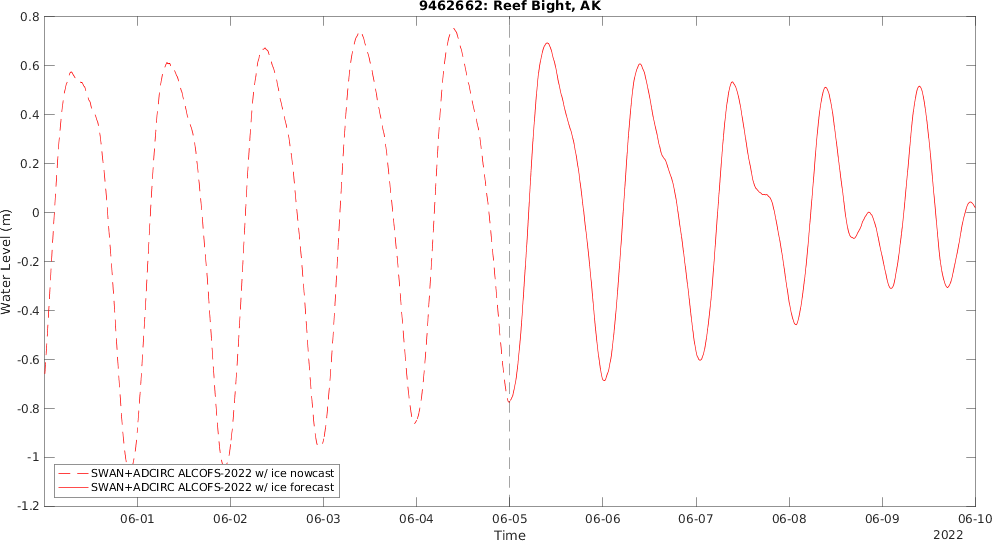 9462662: Reef Bight, AK
0.8
0.6
0.4
0.2
0
-0.2
-0.4
-0.6
-0.8
-1
-1.2
Water Level (m)
SWAN+ADCIRC ALCOFS-2022 w/ ice nowcast
SWAN+ADCIRC ALCOFS-2022 w/ ice forecast
06-01 06-02 06-03 06-04 06-05 06-06 06-07 06-08 06-09 06-10
Time
2022